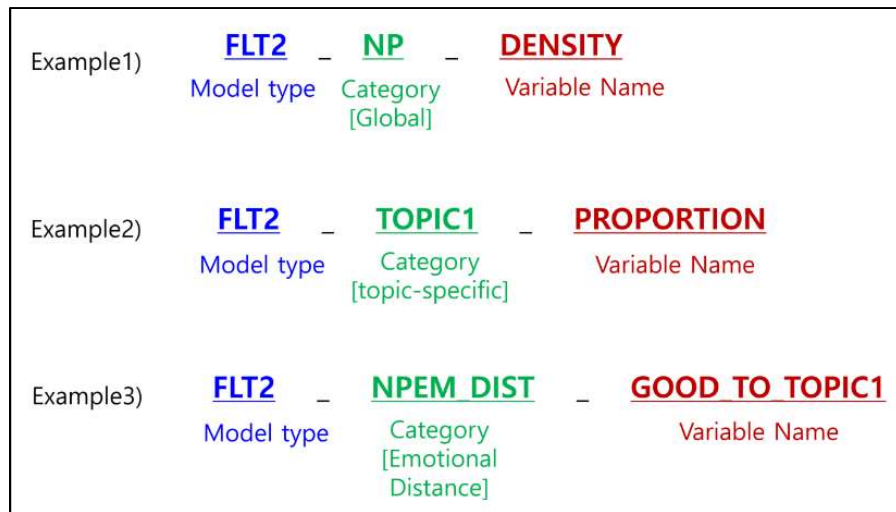 Example1) FLT2 _ NP _ DENSITY
Model type Category Variable Name
[Global]
Example2) FLT2 _ TOPIC1 _ PROPORTION
Model type Category Variable Name
[topic-specific]
Example3) FLT2 _ NPEM_DIST _ GOOD_TO_TOPIC1
Model type Category Variable Name
[Emotional
Distance]